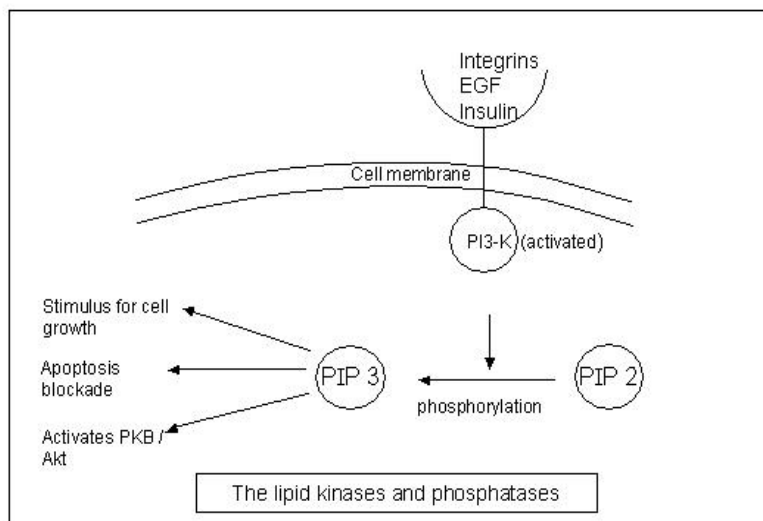 Integrins
EGF
Insulin
Cell membrane
PI3-K (activated)
Stimulus for cell
growth
Apoptosis
blockade
Activates PKB /
Akt
PIP 3
phosphorylation
PIP 2
The lipid kinases and phosphatases